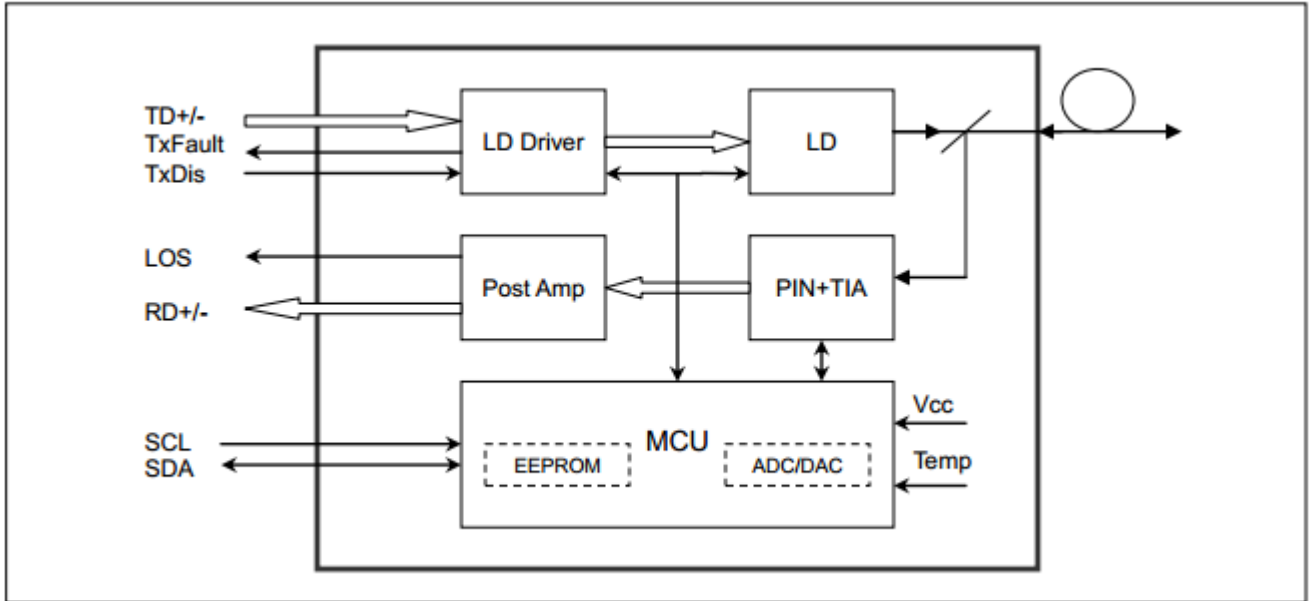 TD+/-
TxFault
TxDis
LD Driver
LD
LOS
RD+/-
Post Amp
PIN+TIA
SCL
SDA
MCU
EEPROM
ADC/DAC
Vcc
Temp